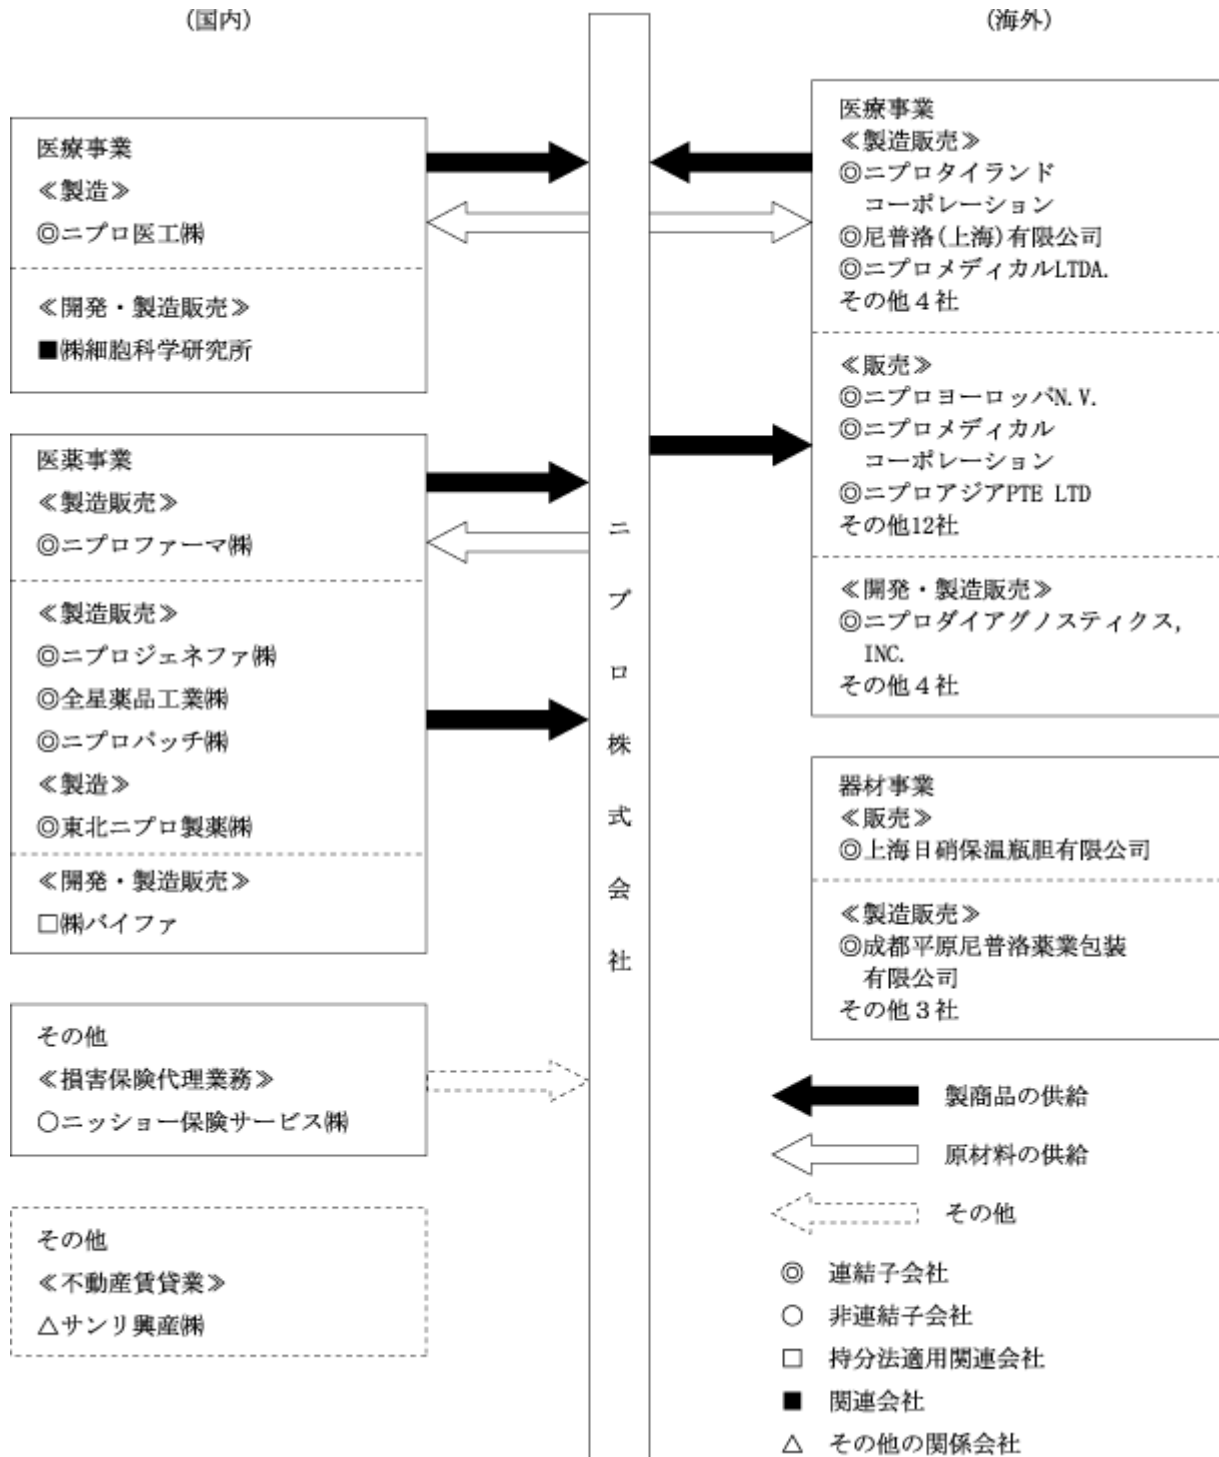 (国内)
医療事業
≪製造≫
◎ニプロ医工㈱
≪開発・製造販売≫
■㈱細胞科学研究所
医薬事業
≪製造販売≫
◎ニプロファーマ㈱
≪製造販売≫
◎ニプロジェネファ㈱
◎全星薬品工業㈱
◎ニプロパッチ㈱
≪製造≫
◎東北ニプロ製薬㈱
≪開発・製造販売≫
□㈱バイファ
その他
≪損害保険代理業務≫
○ニッショー保険サービス㈱
その他
≪不動産賃貸業≫
△サンリ興産㈱
ニプロ株式会社
(海外)
医療事業
≪製造販売≫
◎ニプロタイランド
コーポレーション
◎尼普洛(上海)有限公司
◎ニプロメディカルLTDA.
その他４社
≪販売≫
◎ニプロヨーロッパN.V.
◎ニプロメディカル
コーポレーション
◎ニプロアジアPTE LTD
その他12社
≪開発・製造販売≫
◎ニプロダイアグノスティクス,
INC.
その他４社
器材事業
≪販売≫
◎上海日硝保温瓶胆有限公司
≪製造販売≫
◎成都平原尼普洛薬業包装
有限公司
その他３社
製商品の供給
原材料の供給
その他
◎ 連結子会社
○ 非連結子会社
□ 持分法適用関連会社
■ 関連会社
△ その他の関係会社